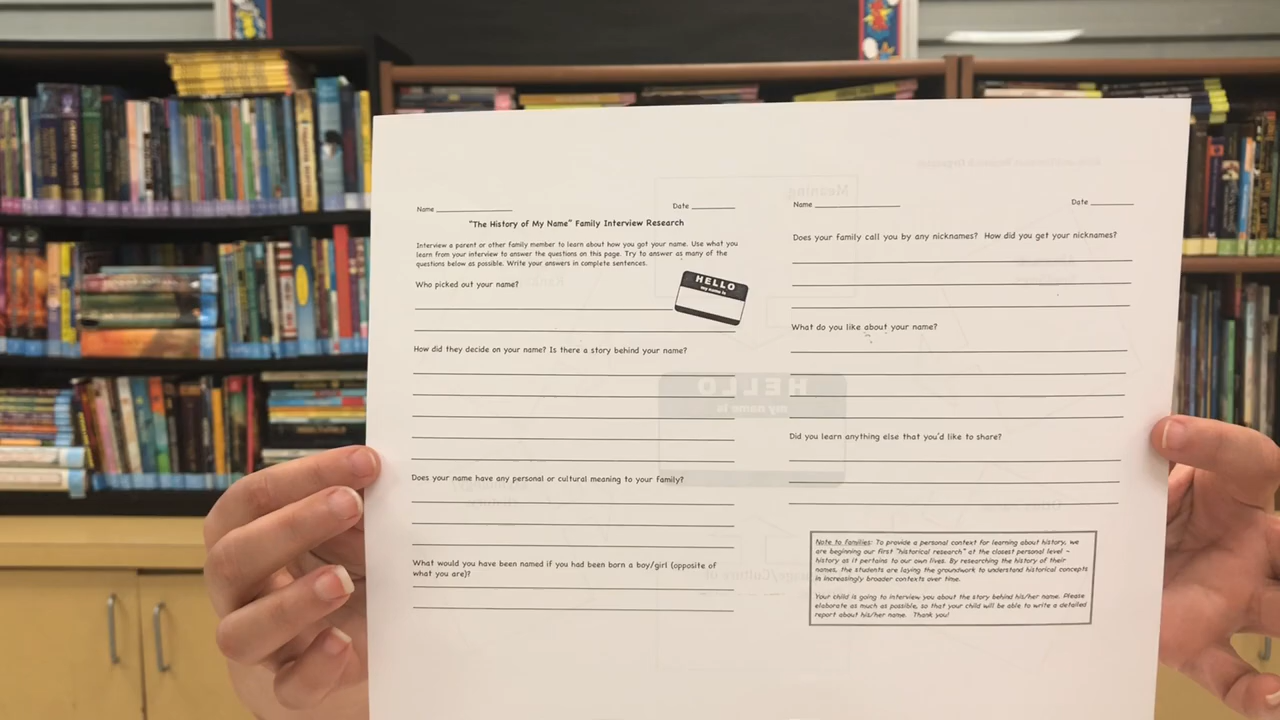 Name
Date
"The History of My Name" Family Interview Research
Interview a parent or other family member to learn about how you got your name. Use what you
learn from your interview to answer the questions on this page. Try to answer as many of the
questions below as possible. Write your answers in complete sentences.
Who picked out your name?
HELLO
my name is
How did they decide on your name? Is there a story behind your name?
Does your name have any personal or cultural meaning to your family?
What would you have been named if you had been born a boy/girl (opposite of
what you are)?
Name
Date
Does your family call you by any nicknames? How did you get your nicknames?
What do you like about your name?
Did you learn anything else that you'd like to share?
Note to families: To provide a personal context for learning about history, we
are beginning our first "historical research" at the closest personal level –
history as it pertains to our own lives. By researching the history of their
names, the students are laying the groundwork to understand historical concepts
in increasingly broader contexts over time.
Your child is going to interview you about the story behind his/her name. Please
elaborate as much as possible, so that your child will be able to write a detailed
report about his/her name. Thank you!
Meaning
HELLO
my name is